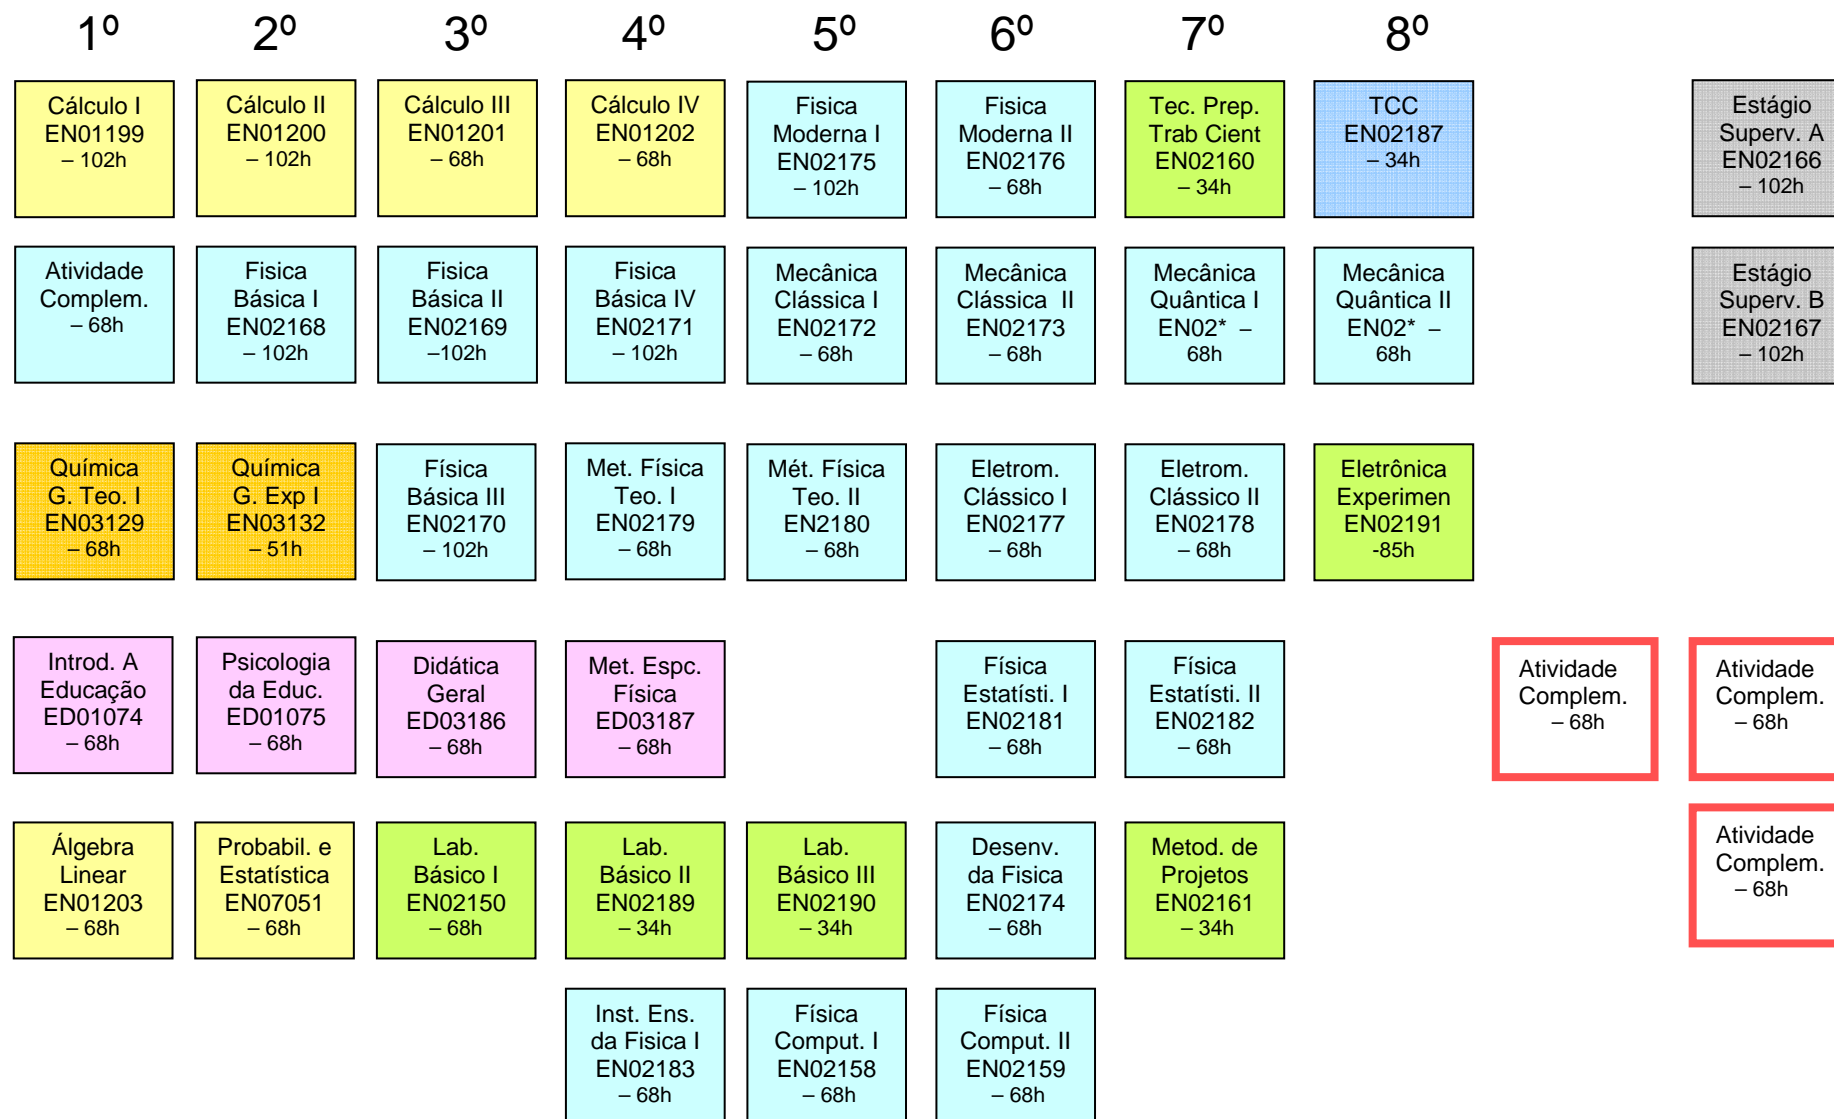 1º 2º 3º 4º 5º 6º 7º 8º
Cálculo I
EN01199
– 102h
Cálculo II
EN01200
– 102h
Cálculo III
EN01201
– 68h
Cálculo IV
EN01202
– 68h
Fisica
Moderna I
EN02175
– 102h
Fisica
Moderna II
EN02176
– 68h
Tec. Prep.
Trab Cient
EN02160
– 34h
TCC
EN02187
– 34h
Estágio
Superv. A
EN02166
– 102h
Atividade
Complem.
– 68h
Fisica
Básica I
EN02168
– 102h
Fisica
Básica II
EN02169
–102h
Fisica
Básica IV
EN02171
– 102h
Mecânica
Clássica I
EN02172
– 68h
Mecânica
Clássica II
EN02173
– 68h
Mecânica
Quântica I
EN02* –
68h
Mecânica
Quântica II
EN02* –
68h
Estágio
Superv. B
EN02167
– 102h
Química
G. Teo. I
EN03129
– 68h
Química
G. Exp I
EN03132
– 51h
Física
Básica III
EN02170
– 102h
Met. Física
Teo. I
EN02179
– 68h
Mét. Física
Teo. II
EN2180
– 68h
Eletrom.
Clássico I
EN02177
– 68h
Eletrom.
Clássico II
EN02178
– 68h
Eletrônica
Experimen
EN02191
-85h
Introd. A
Educação
ED01074
– 68h
Psicologia
da Educ.
ED01075
– 68h
Didática
Geral
ED03186
– 68h
Met. Espc.
Física
ED03187
– 68h
Física
Estatísti. I
EN02181
– 68h
Física
Estatísti. II
EN02182
– 68h
Atividade
Complem.
– 68h
Atividade
Complem.
– 68h
Álgebra
Linear
EN01203
– 68h
Probabil. e
Estatística
EN07051
– 68h
Lab.
Básico I
EN02150
– 68h
Lab.
Básico II
EN02189
– 34h
Lab.
Básico III
EN02190
– 34h
Desenv.
da Fisica
EN02174
– 68h
Metod. de
Projetos
EN02161
– 34h
Atividade
Complem.
– 68h
Inst. Ens.
da Fisica I
EN02183
– 68h
Física
Comput. I
EN02158
– 68h
Física
Comput. II
EN02159
– 68h